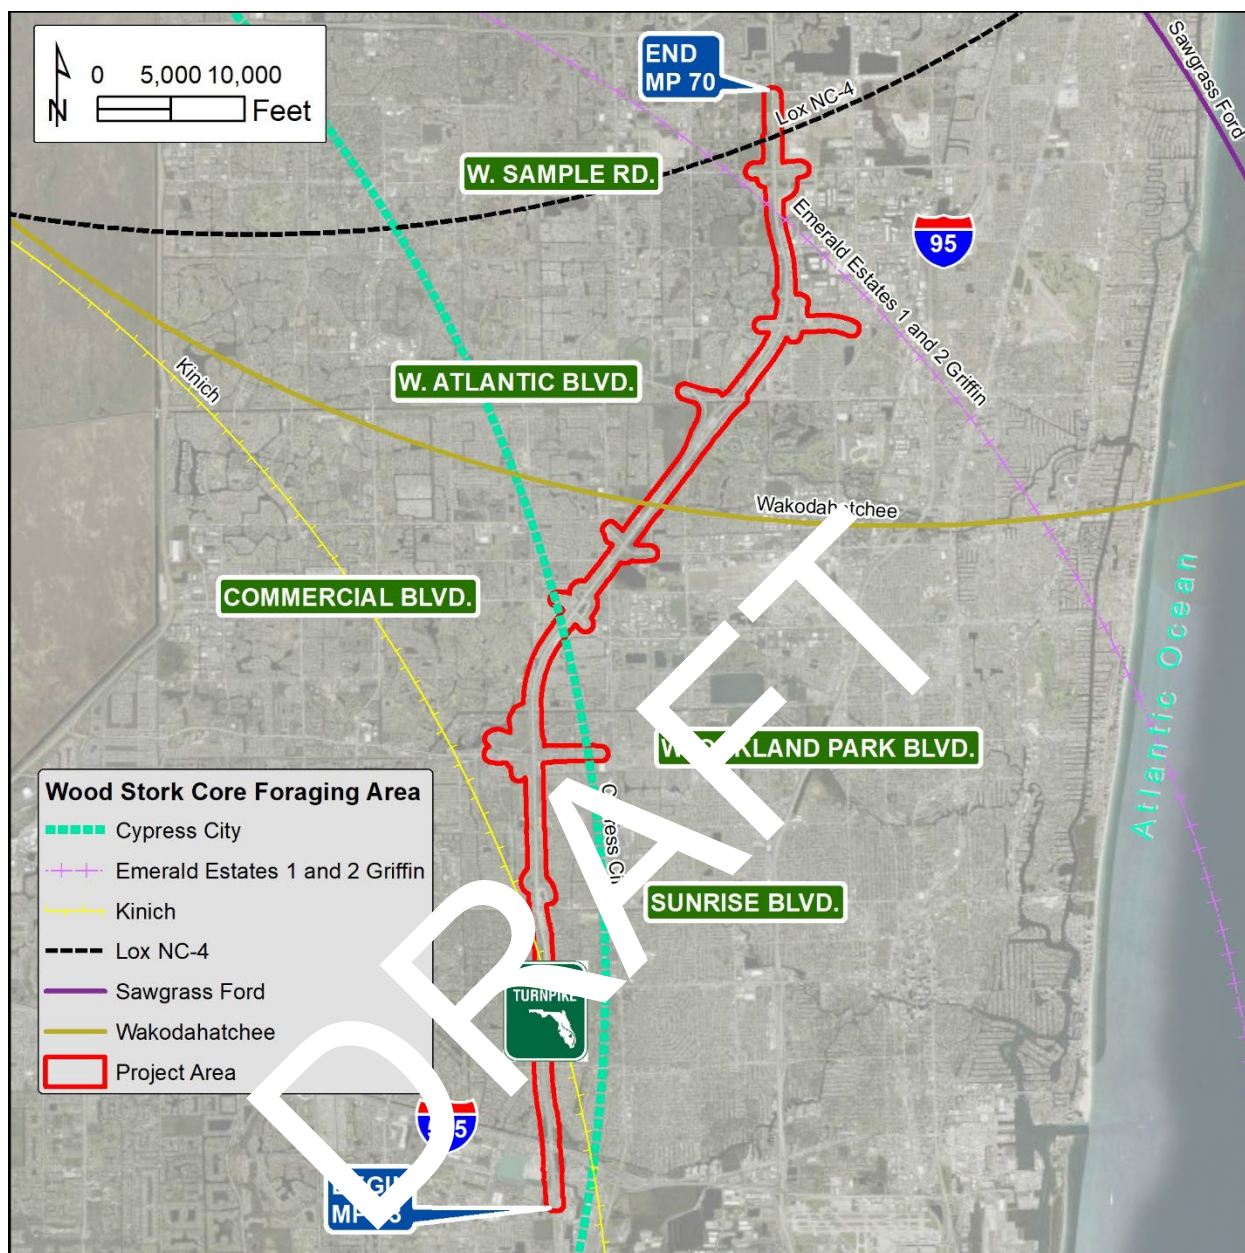 N
0 5,000 10,000
Feet
END
MP 70
Lox NC-4
Sawgrass Ford
W. SAMPLE RD.
95
Emerald Estates 1 and 2 Griffin
Kinich
W. ATLANTIC BLVD.
Wakodahatchee
COMMERCIAL BLVD.
Atlantic Ocean
PARK BLVD.
Wood Stork Core Foraging Area
Cypress City
Emerald Estates 1 and 2 Griffin
Kinich
Lox NC-4
Sawgrass Ford
Wakodahatchee
Project Area
SUNRISE BLVD.
TURNPIKE
DRAFT